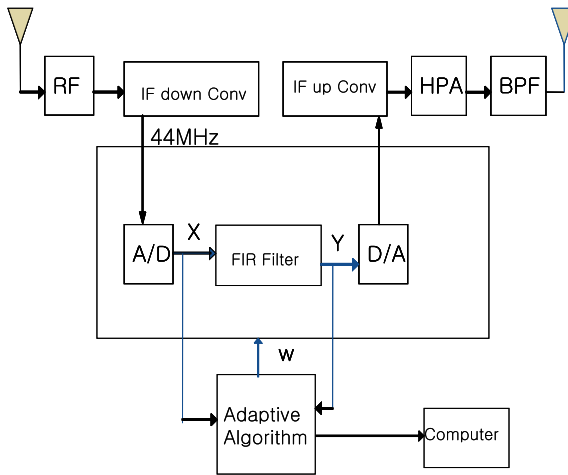 RF
IF down Conv
IF up Conv
HPA
BPF
44MHz
A/D
X
FIR Filter
Y
D/A
w
Adaptive
Algorithm
Computer